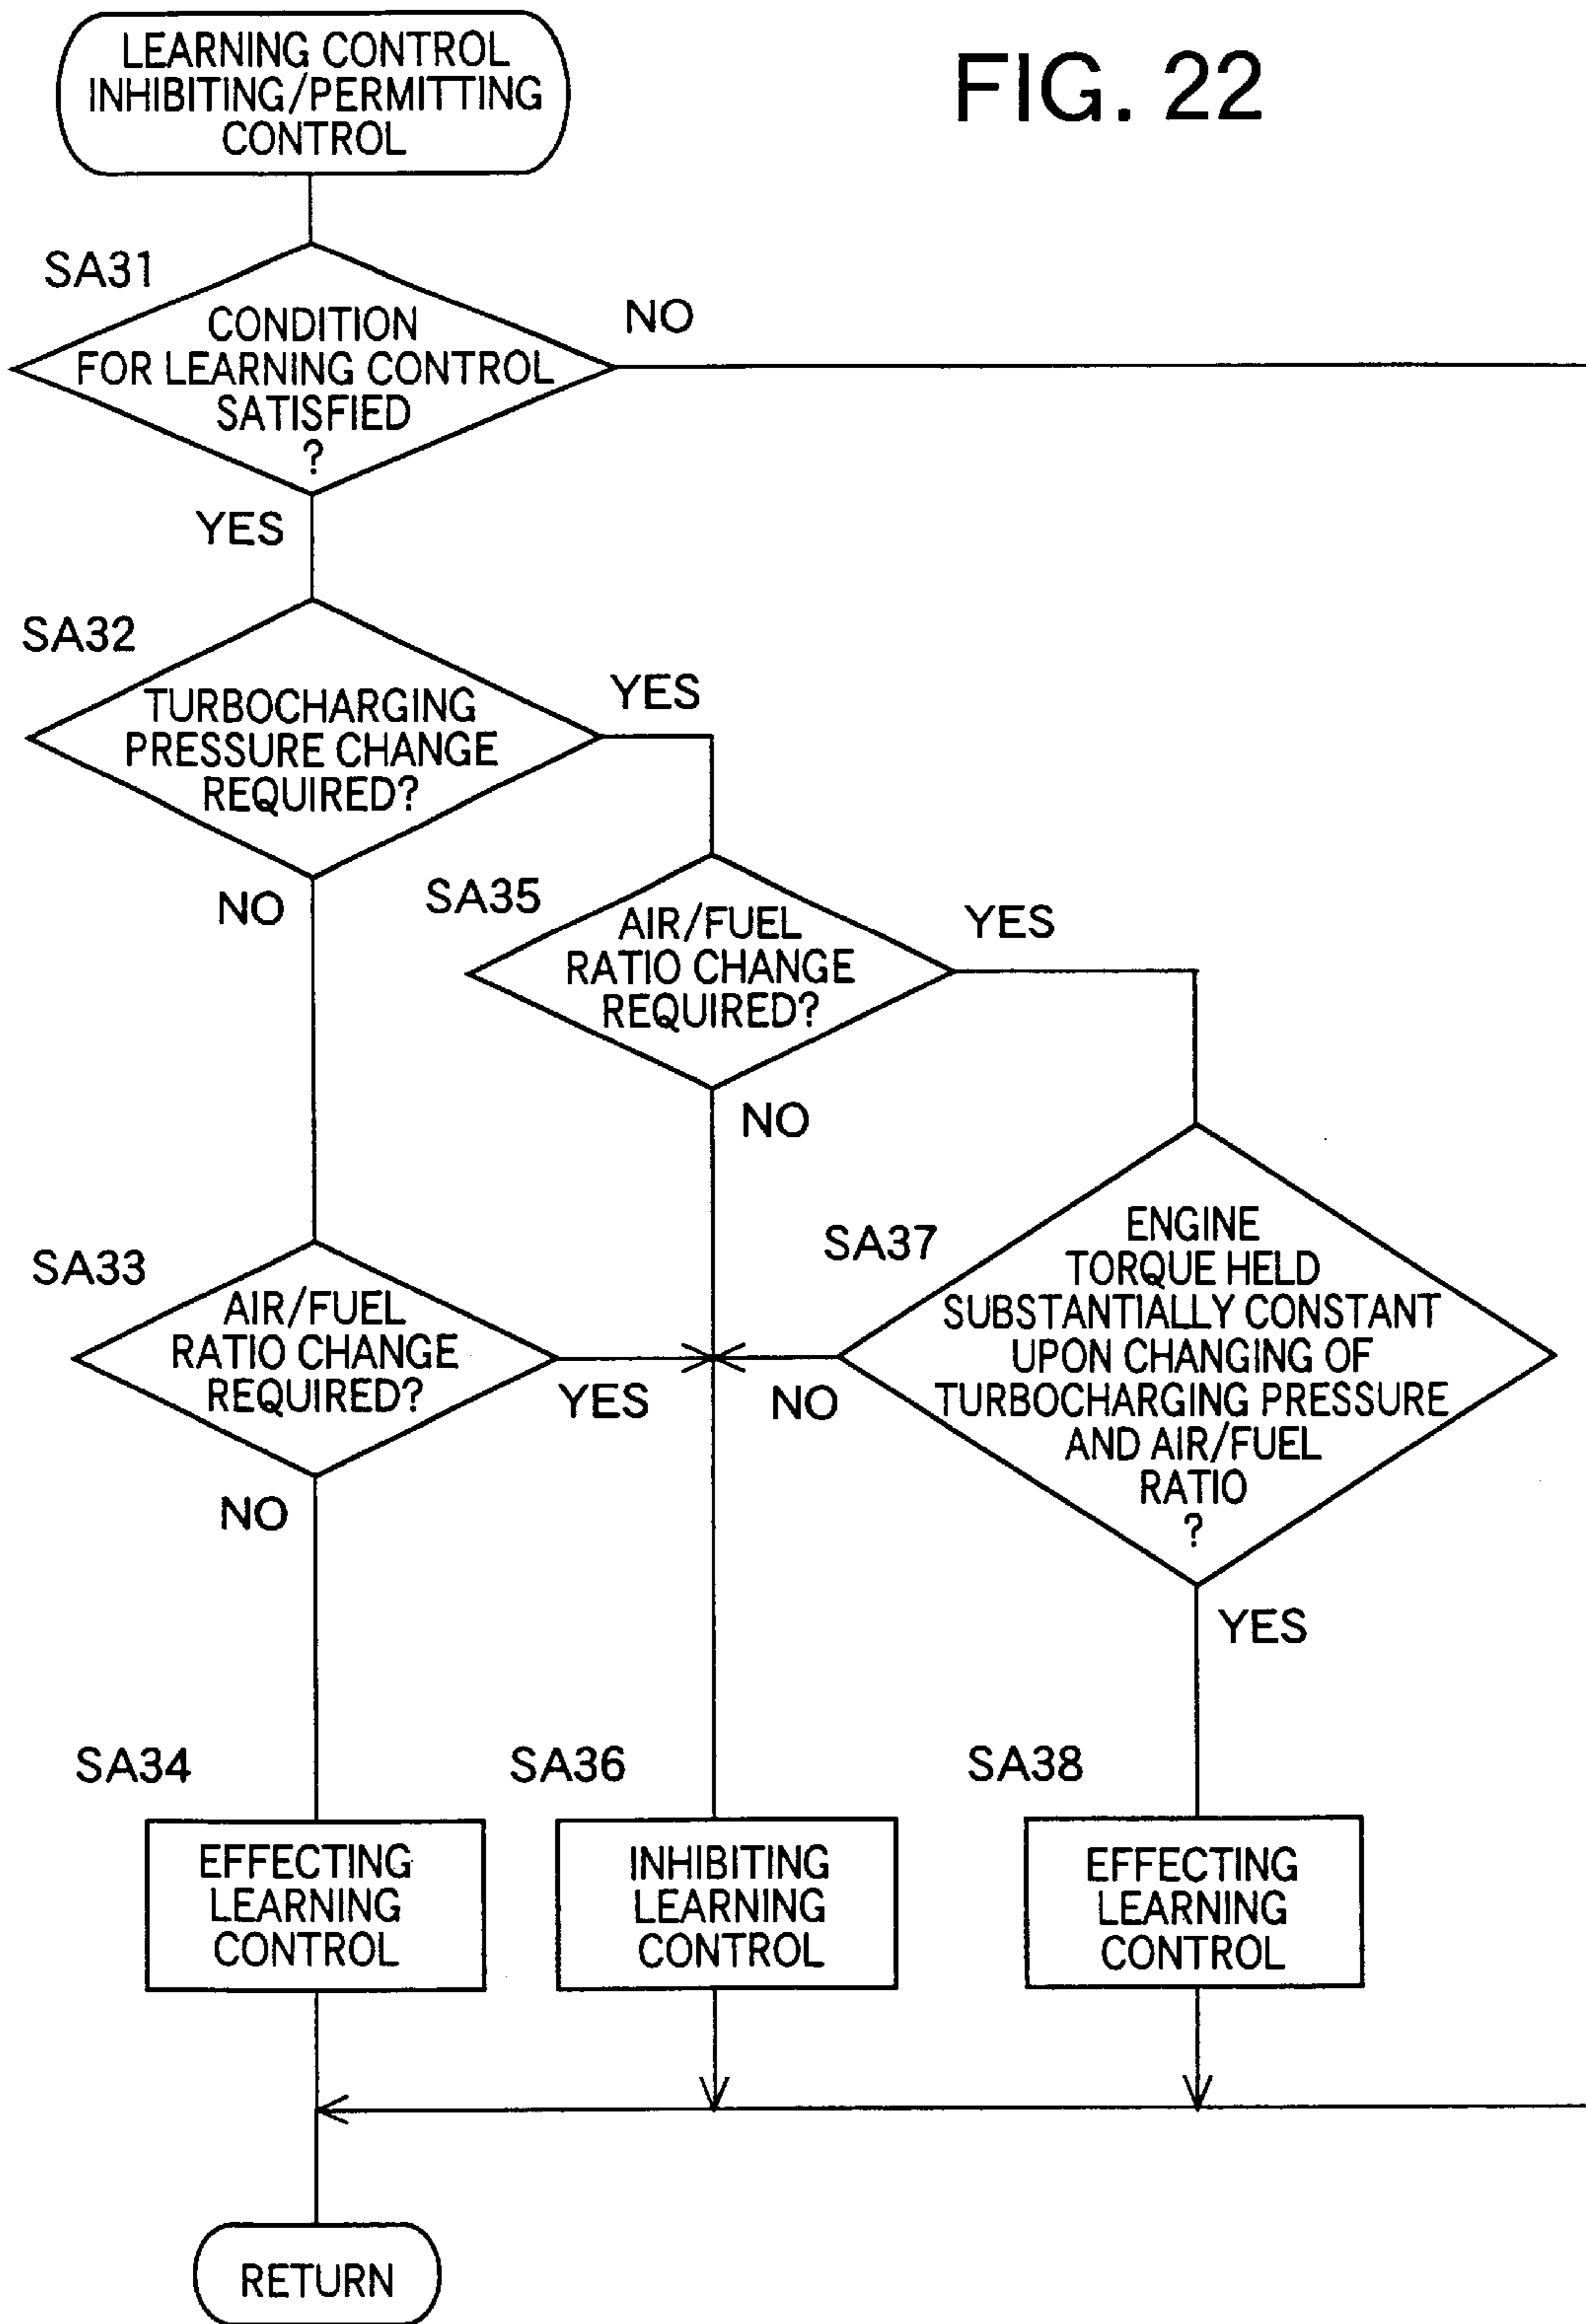 FIG. 22
LEARNING CONTROL
INHIBITING/PERMITTING
CONTROL
SA31
CONDITION
FOR LEARNING CONTROL
SATISFIED
?
NO
YES
SA32
TURBOCHARGING
PRESSURE CHANGE
REQUIRED?
YES
NO
SA35
AIR/FUEL
RATIO CHANGE
REQUIRED?
YES
NO
SA33
AIR/FUEL
RATIO CHANGE
REQUIRED?
YES
NO
SA37
ENGINE
TORQUE HELD
SUBSTANTIALLY CONSTANT
UPON CHANGING OF
TURBOCHARGING PRESSURE
AND AIR/FUEL
RATIO
?
NO
YES
SA34
EFFECTING
LEARNING
CONTROL
SA36
INHIBITING
LEARNING
CONTROL
SA38
EFFECTING
LEARNING
CONTROL
RETURN